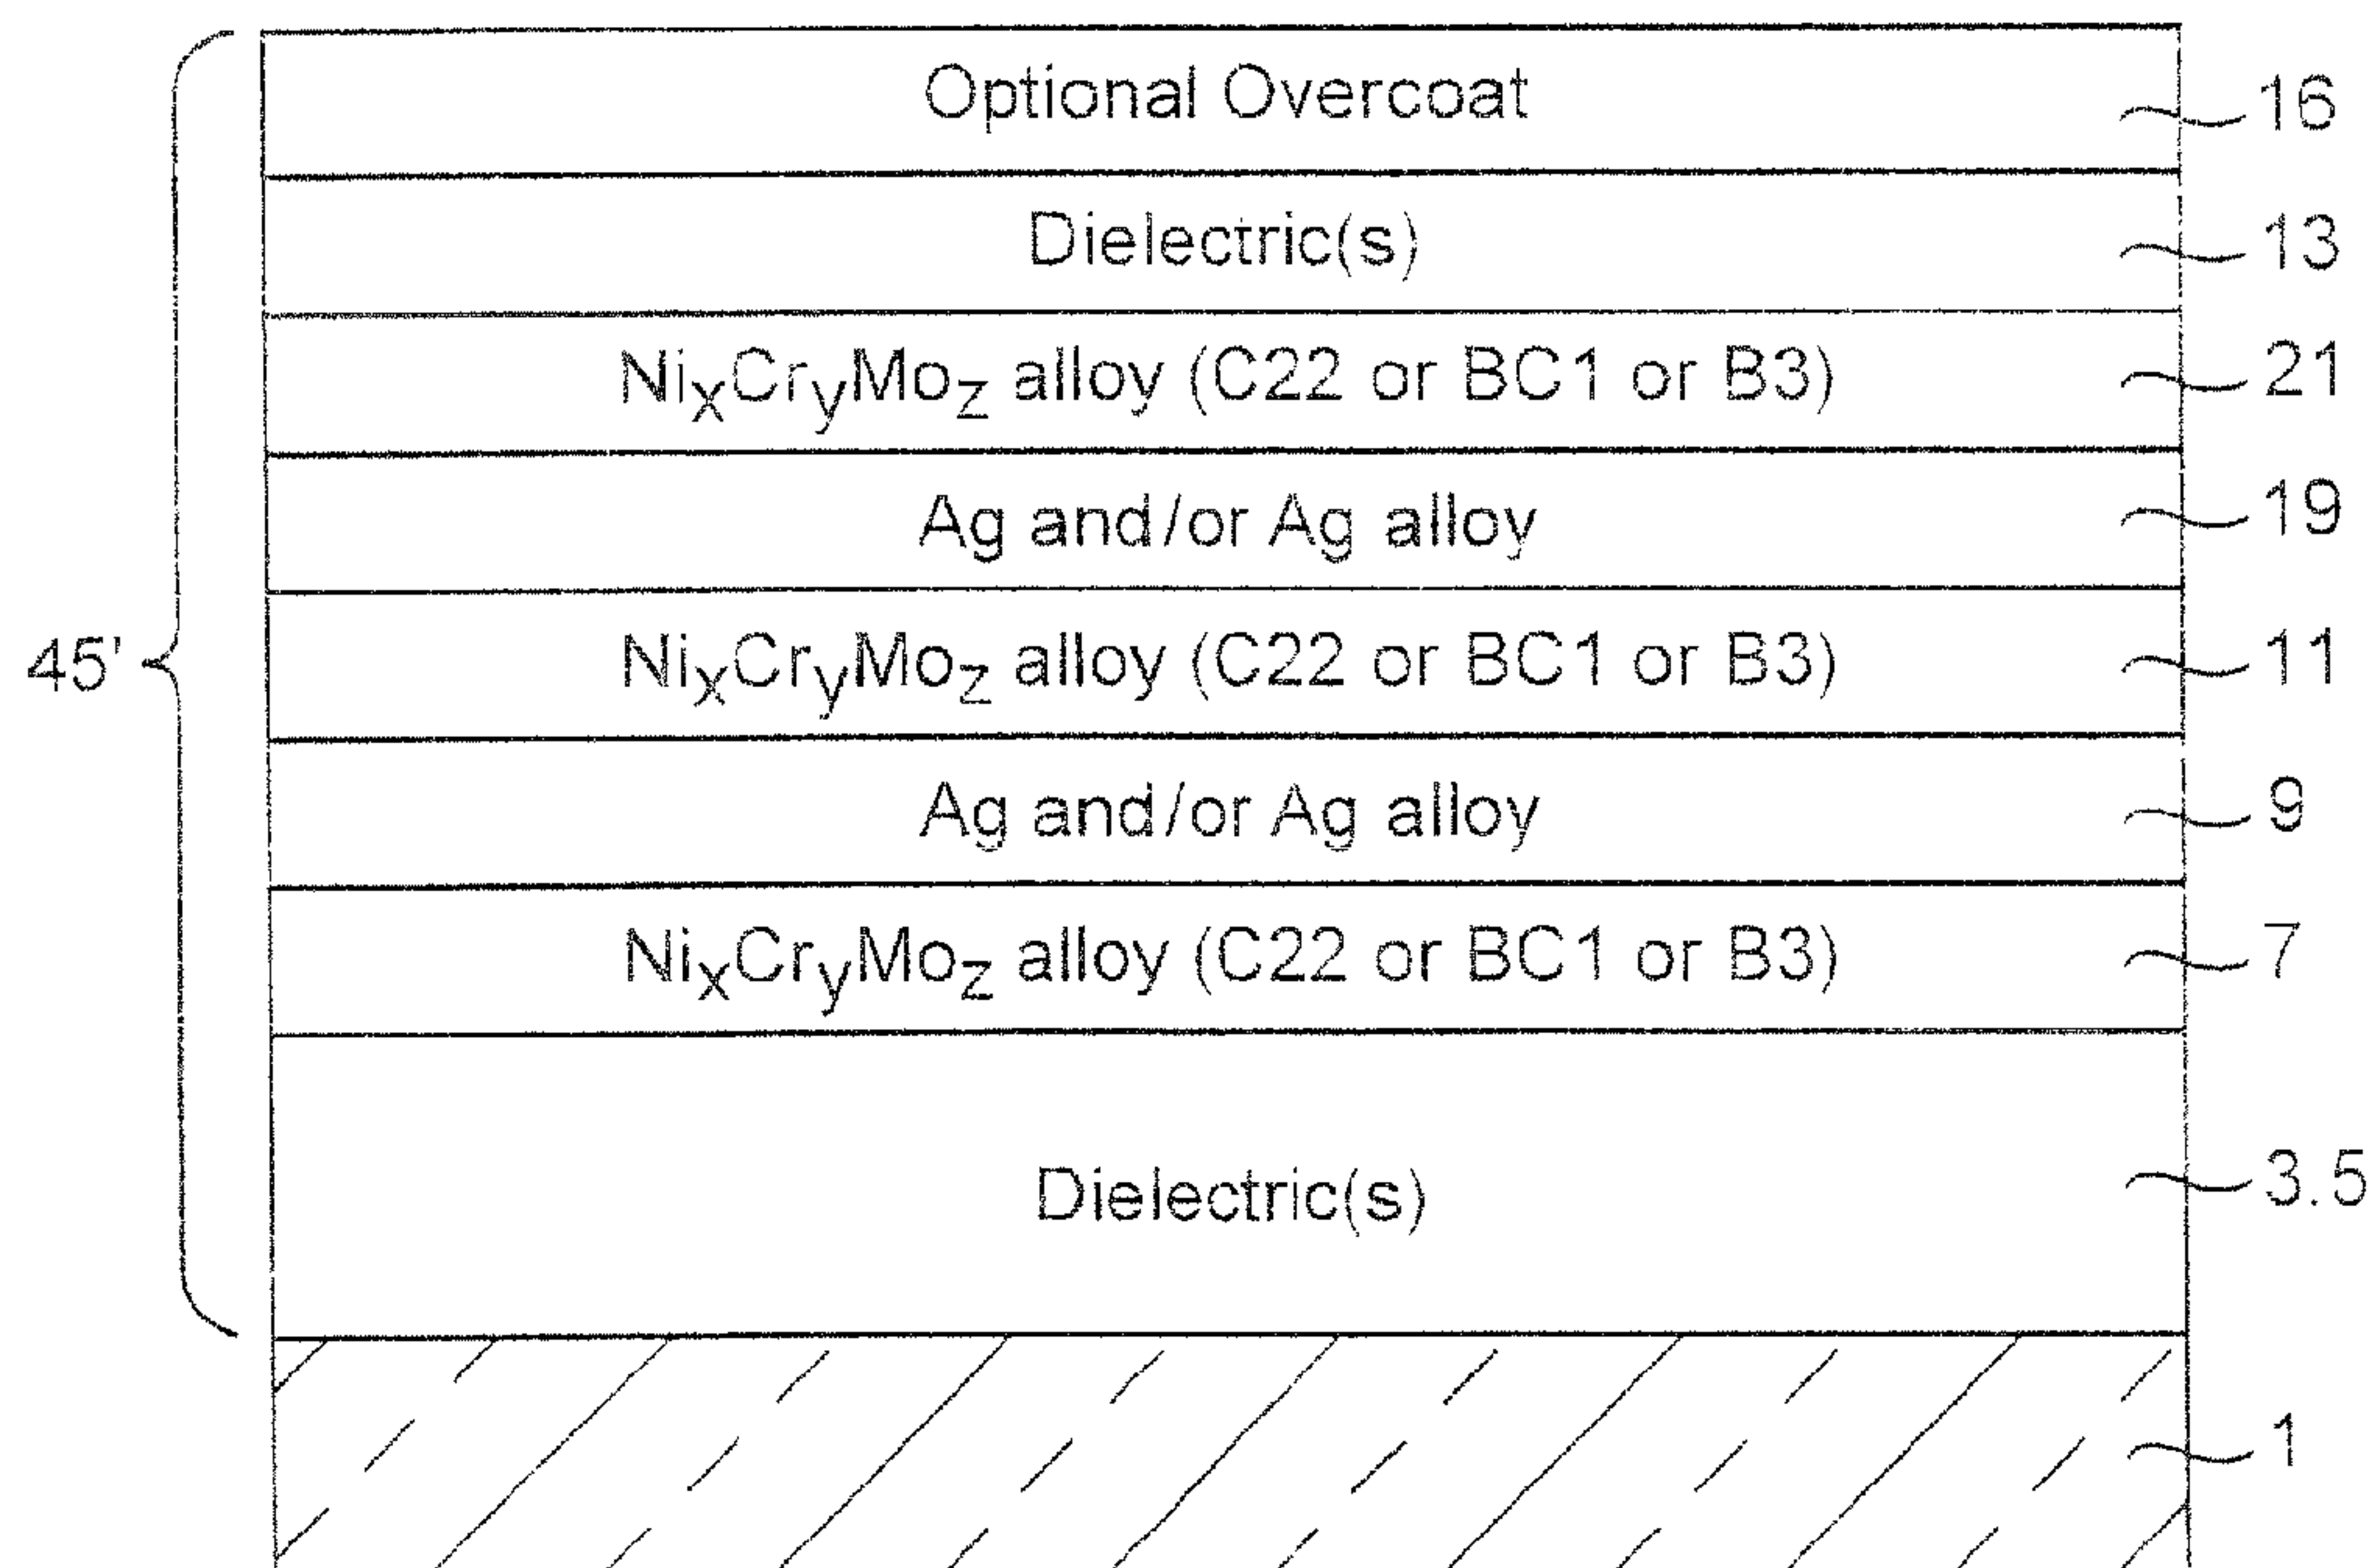 Optional Overcoat 16
Dielectric(s) 13
NixCryMoz alloy (C22 or BC1 or B3) 21
Ag and/or Ag alloy 19
45' NixCryMoz alloy (C22 or BC1 or B3) 11
Ag and/or Ag alloy 9
NixCryMoz alloy (C22 or BC1 or B3) 7
Dielectric(s) 3.5
1